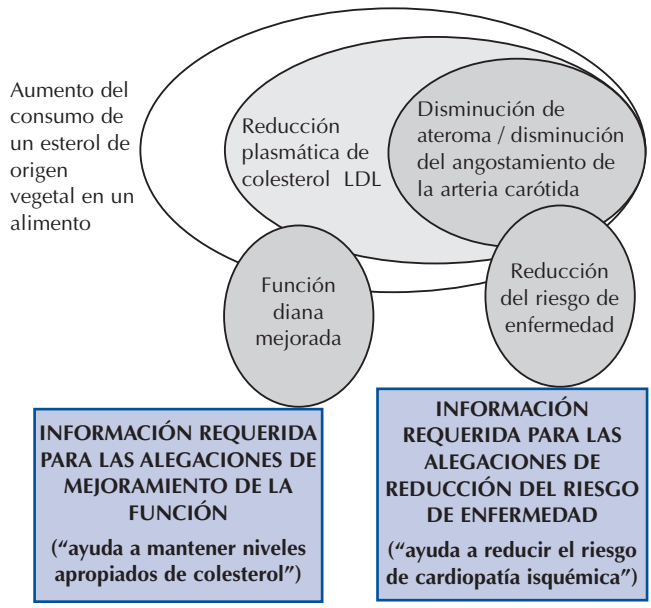 Aumento del
consumo de
un esterol de
origen
vegetal en un
alimento
Reducción
plasmática de
colesterol LDL
Disminución de
ateroma / disminución
del angostamiento de
la arteria carótida
Función
diana
mejorada
Reducción
del riesgo de
enfermedad
INFORMACIÓN REQUERIDA
PARA LAS ALEGACIONES DE
MEJORAMIENTO DE LA
FUNCIÓN
(“ayuda a mantener niveles
apropiados de colesterol”)
INFORMACIÓN
REQUERIDA PARA LAS
ALEGACIONES DE
REDUCCIÓN DEL RIESGO
DE ENFERMEDAD
(“ayuda a reducir el riesgo
de cardiopatía isquémica”)